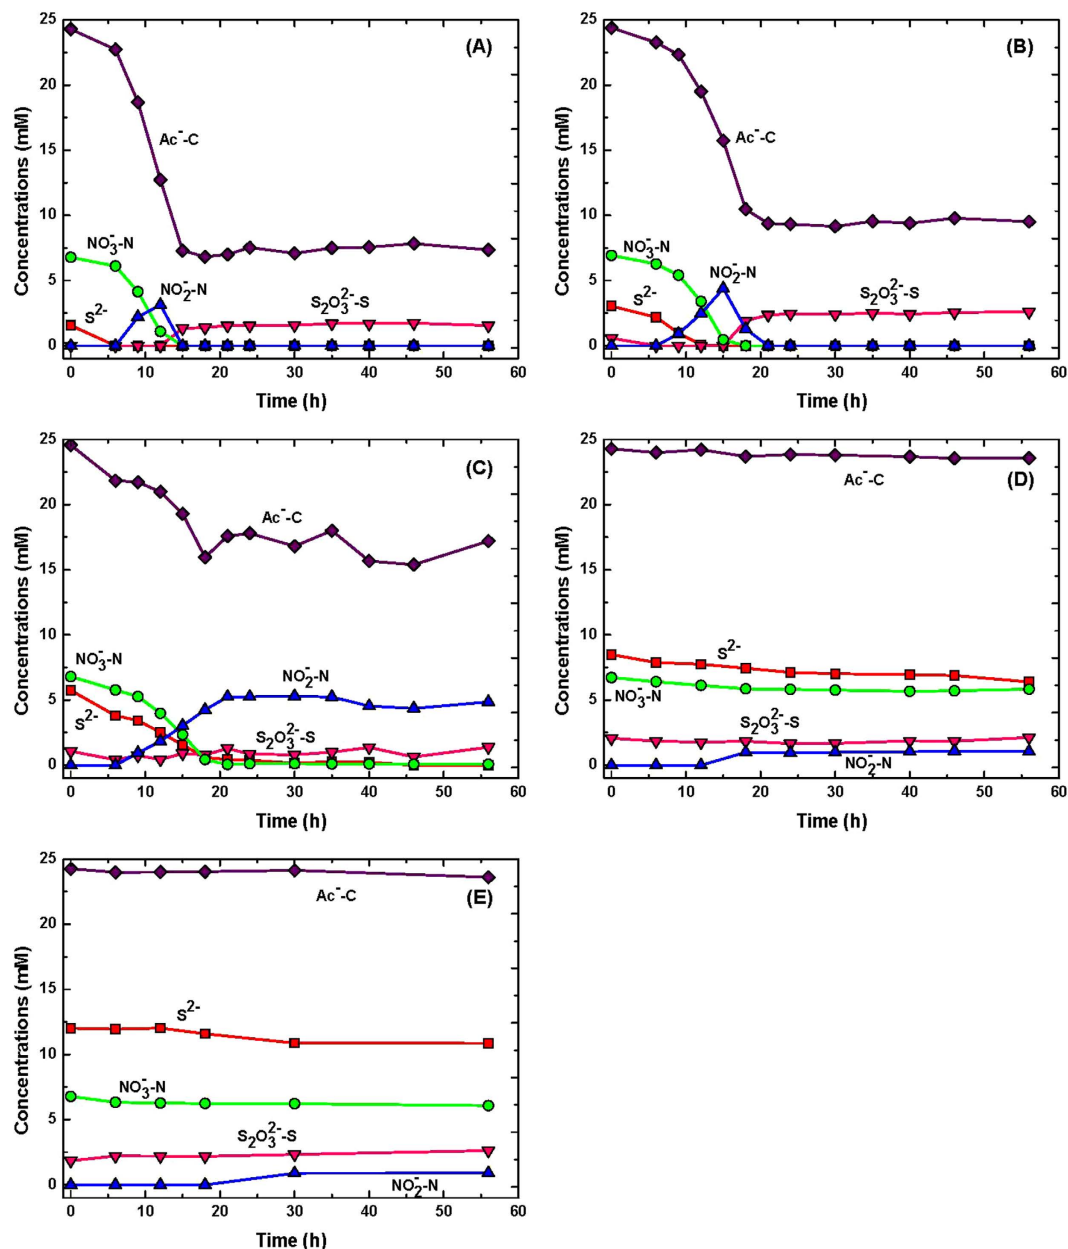 25
20
15
10
5
0
Concentrations (mM)
(A)
Ac⁻-C
NO₃⁻-N
NO₂⁻-N
S²⁻
S₂O₃²⁻-S
0 10 20 30 40 50 60
Time (h)
25
20
15
10
5
0
Concentrations (mM)
(B)
Ac⁻-C
NO₃⁻-N
NO₂⁻-N
S²⁻
S₂O₃²⁻-S
0 10 20 30 40 50 60
Time (h)
25
20
15
10
5
0
Concentrations (mM)
(C)
Ac⁻-C
NO₃⁻-N
NO₂⁻-N
S²⁻
S₂O₃²⁻-S
0 10 20 30 40 50 60
Time (h)
25
20
15
10
5
0
Concentrations (mM)
(D)
Ac⁻-C
S²⁻
NO₃⁻-N
S₂O₃²⁻-S
NO₂⁻-N
0 10 20 30 40 50 60
Time (h)
25
20
15
10
5
0
Concentrations (mM)
(E)
Ac⁻-C
S²⁻
NO₃⁻-N
S₂O₃²⁻-S
NO₂⁻-N
0 10 20 30 40 50 60
Time (h)